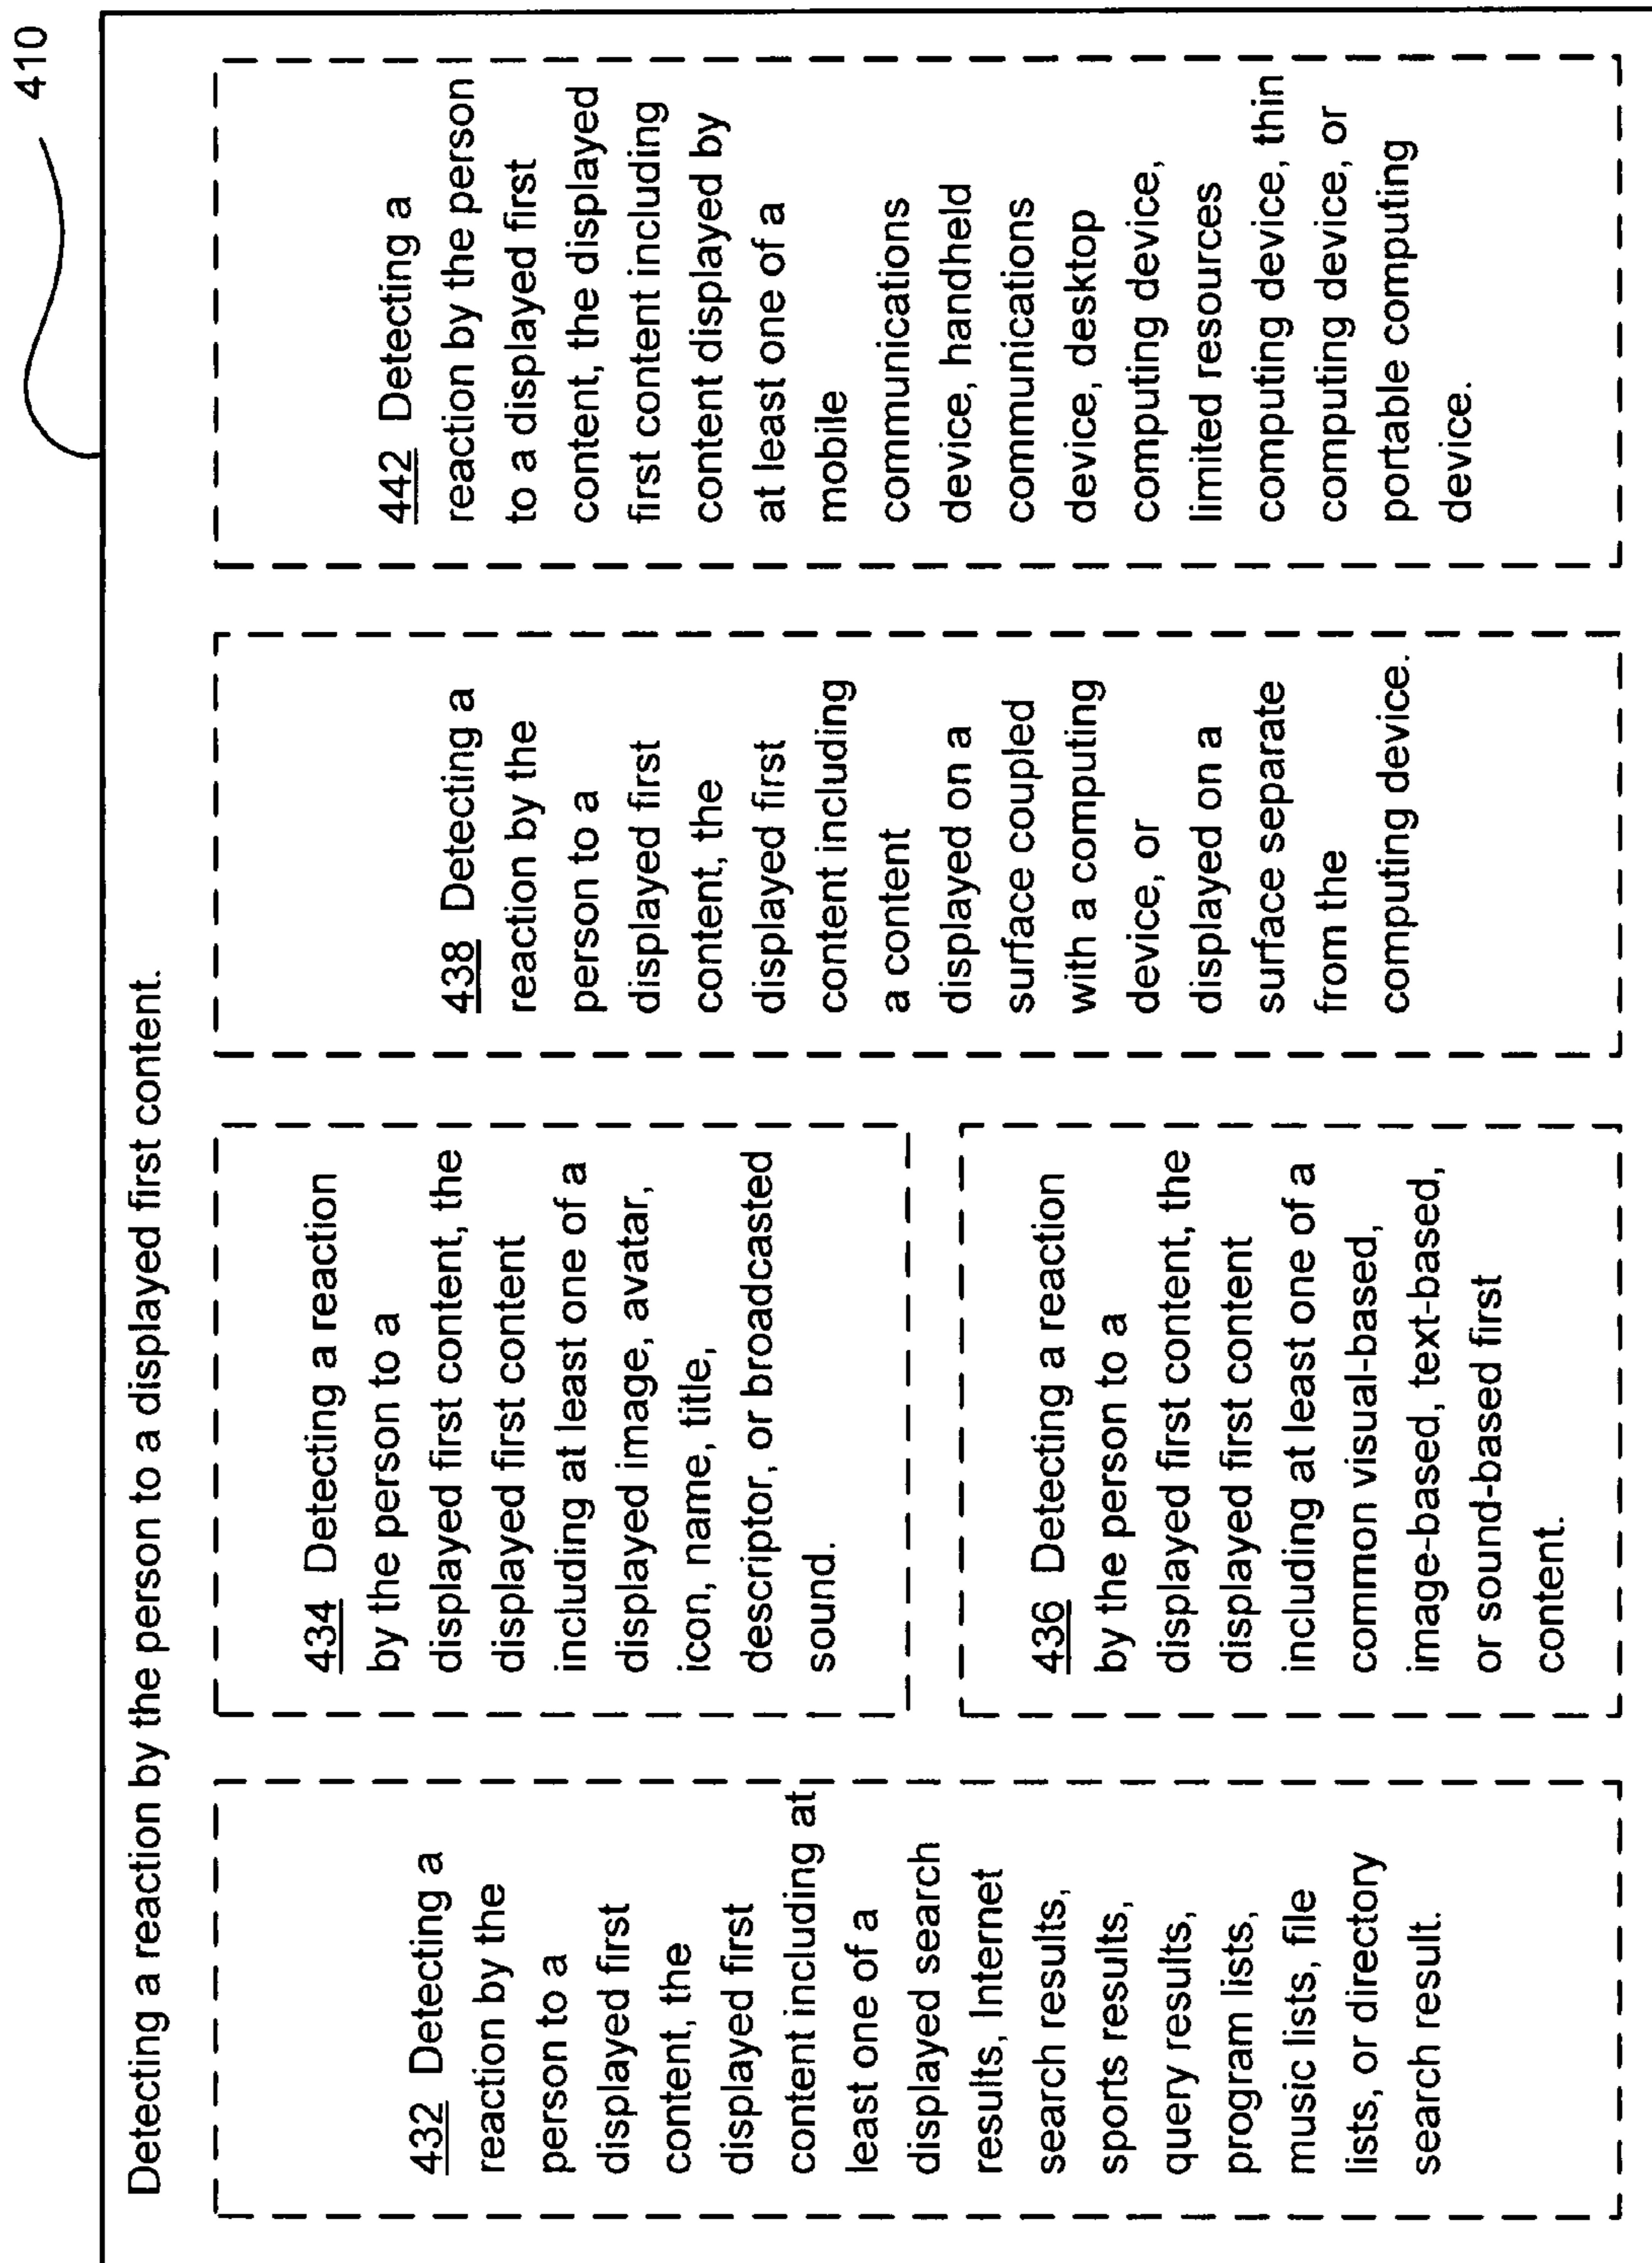 410
Detecting a reaction by the person to a displayed first content.
432 Detecting a
reaction by the
person to a
displayed first
content, the
displayed first
content including at
least one of a
displayed search
results, Internet
search results,
sports results,
query results,
program lists,
music lists, file
lists, or directory
search result.
434 Detecting a reaction
by the person to a
displayed first content, the
displayed first content
including at least one of a
displayed image, avatar,
icon, name, title,
descriptor, or broadcasted
sound.
436 Detecting a reaction
by the person to a
displayed first content, the
displayed first content
including at least one of a
common visual-based,
image-based, text-based,
or sound-based first
content.
438 Detecting a
reaction by the
person to a
displayed first
content, the
displayed first
content including
a content
displayed on a
surface coupled
with a computing
device, or
displayed on a
surface separate
from the
computing device.
442 Detecting a
reaction by the person
to a displayed first
content, the displayed
first content including
content displayed by
at least one of a
mobile
communications
device, handheld
communications
device, desktop
computing device,
limited resources
computing device, thin
computing device, or
portable computing
device.